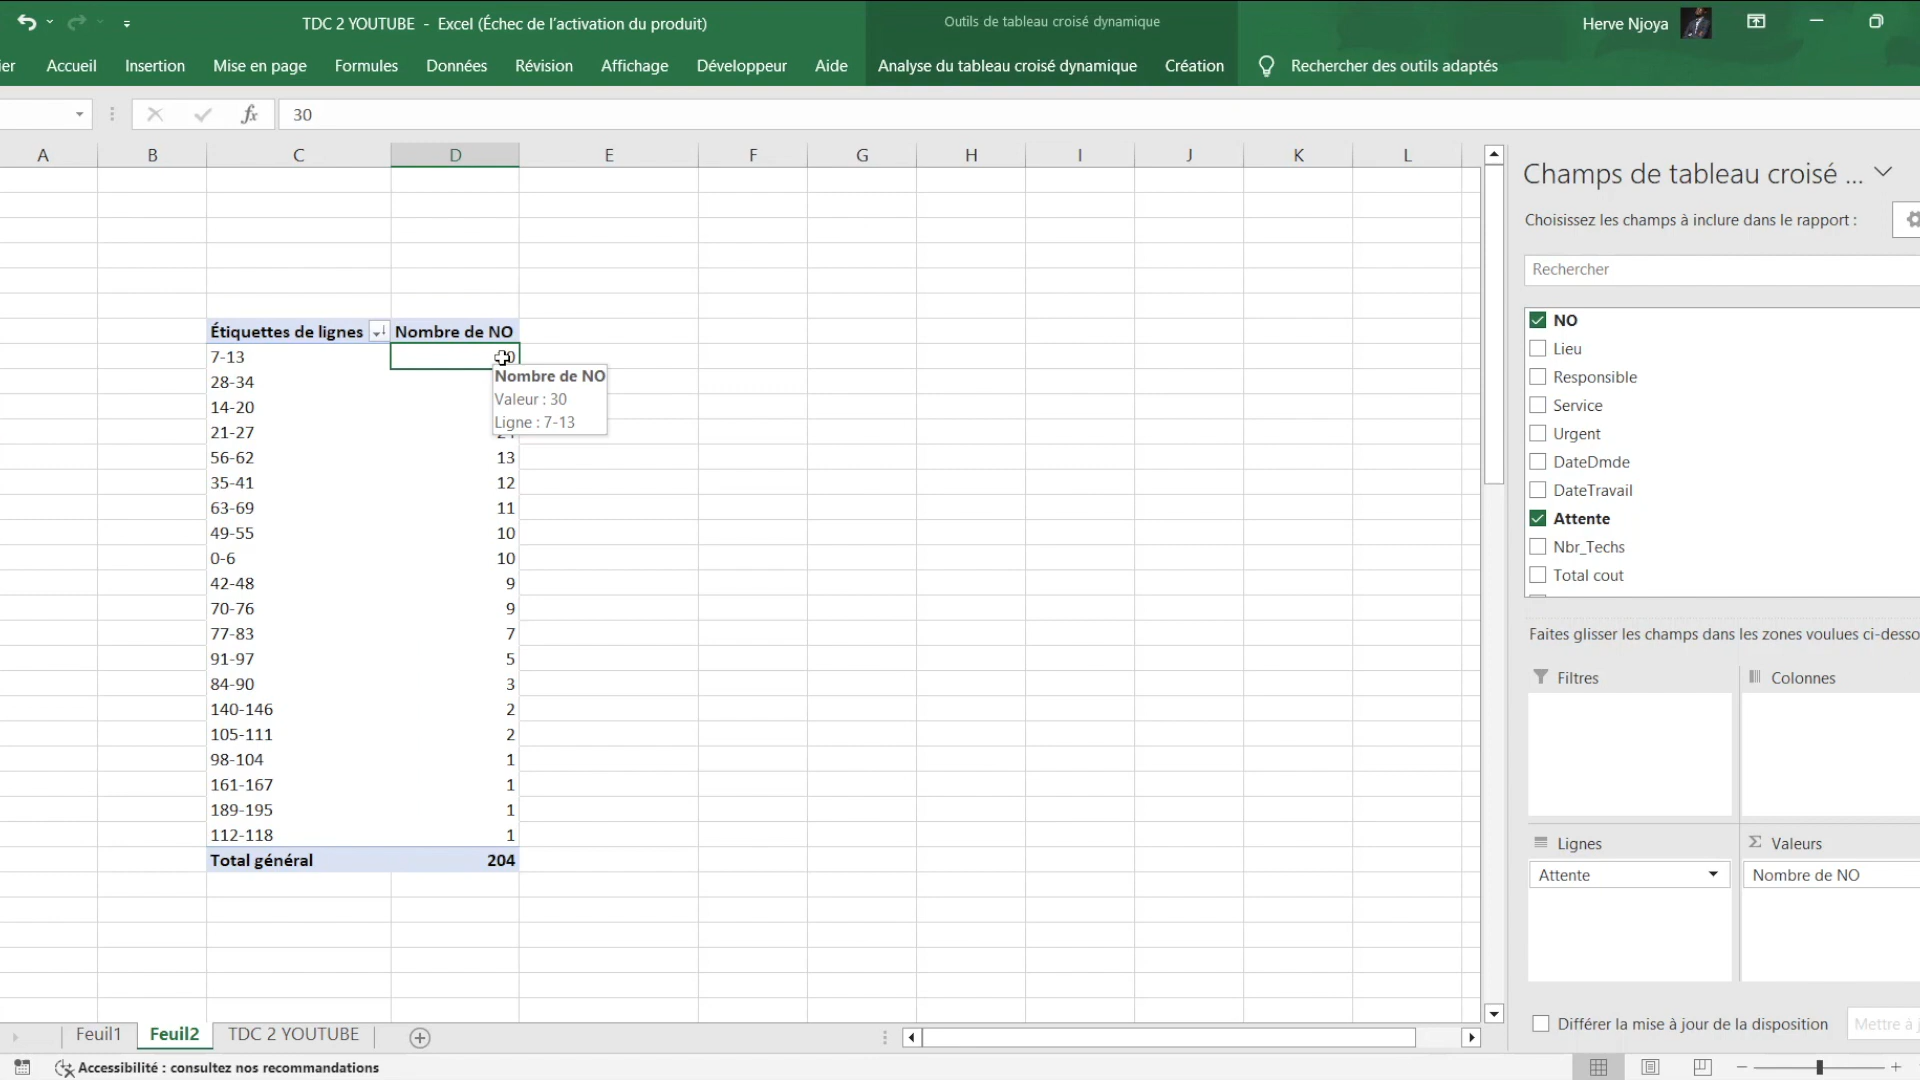 TDC 2 YOUTUBE - Excel (Échec de l'activation du produit)
Outils de tableau croisé dynamique
Herve Njoya
er Accueil Insertion Mise en page Formules Données Révision Affichage Développeur Aide Analyse du tableau croisé dynamique Création Rechercher des outils adaptés
fx 30
A B C D E F G H I J K L
Étiquettes de lignes Nombre de NO
7-13
28-34
14-20
21-27
56-62 13
35-41 12
63-69 11
49-55 10
0-6 10
42-48 9
70-76 9
77-83 7
91-97 5
84-90 3
140-146 2
105-111 2
98-104 1
161-167 1
189-195 1
112-118 1
Total général 204
Nombre de NO
Valeur : 30
Ligne : 7-13
Champs de tableau croisé ...
Choisissez les champs à inclure dans le rapport :
Rechercher
NO
Lieu
Responsible
Service
Urgent
DateDmde
DateTravail
Attente
Nbr_Techs
Total cout
Faites glisser les champs dans les zones voulues ci-desso
Filtres
Colonnes
Lignes
Σ Valeurs
Attente
Nombre de NO
Différer la mise à jour de la disposition
Mettre à j
Feuil1 Feuil2 TDC 2 YOUTUBE
Accessibilité : consultez nos recommandations